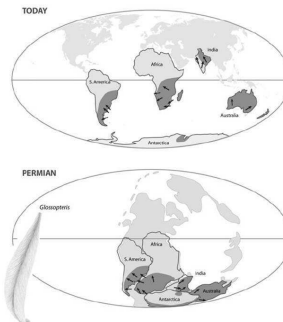 TODAY
India
Africa
S. America
Australia
Antarctica
PERMIAN
Glossopteris
Africa
S. America
India
Australia
Antarctica